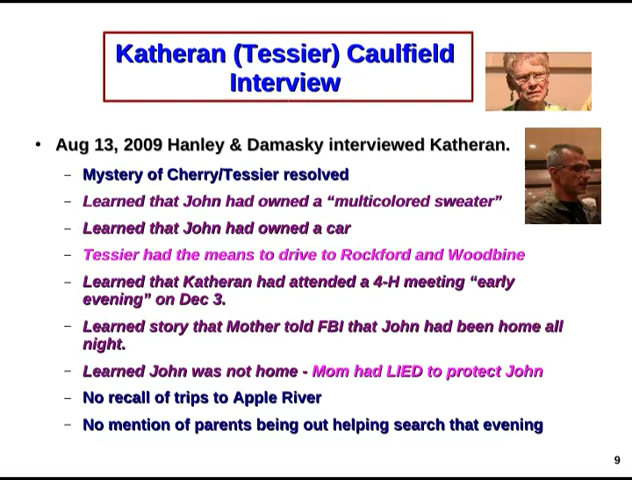 Katheran (Tessier) Caulfield
Interview
• Aug 13, 2009 Hanley & Damasky interviewed Katheran.
– Mystery of Cherry/Tessier resolved
– Learned that John had owned a “multicolored sweater”
– Learned that John had owned a car
– Tessier had the means to drive to Rockford and Woodbine
– Learned that Katheran had attended a 4-H meeting “early
evening” on Dec 3.
– Learned story that Mother told FBI that John had been home all
night.
– Learned John was not home - Mom had LIED to protect John
– No recall of trips to Apple River
– No mention of parents being out helping search that evening
9